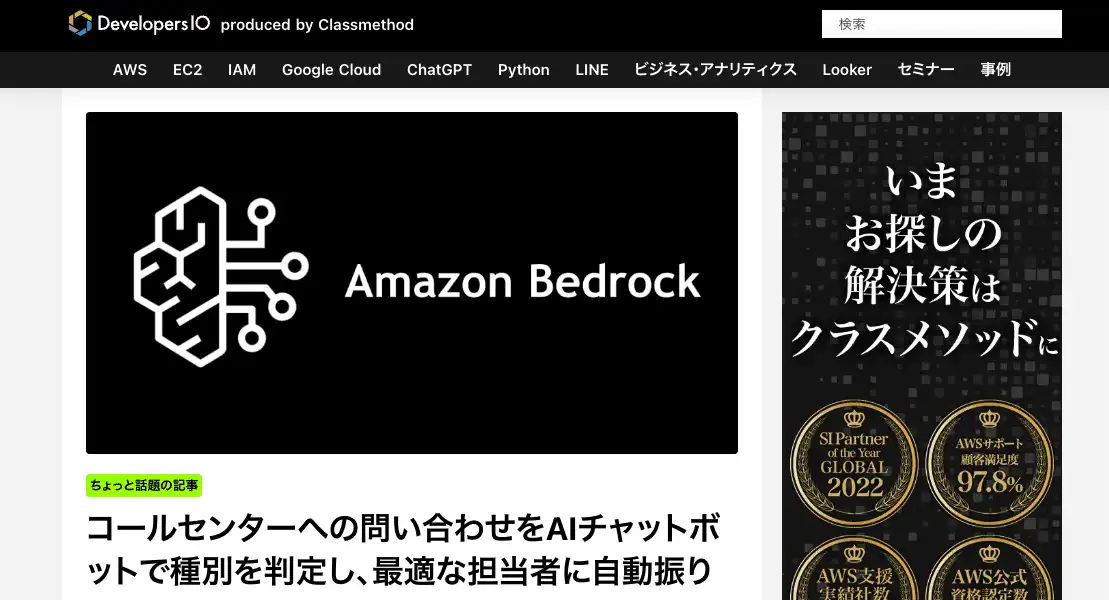 DevelopersIO produced by Classmethod
検索
AWS EC2 IAM Google Cloud ChatGPT Python LINE ビジネス・アナリティクス Looker セミナー 事例
Amazon Bedrock
ちょっと話題の記事
コールセンターへの問い合わせをAIチャットボ
ットで種別を判定し、最適な担当者に自動振り
いま
お探しの
解決策は
クラスメソッドに
SI Partner
of the Year
GLOBAL
2022
AWSサポート
顧客満足度
97.8%
AWS支援
実績社数
AWS公式
資格認定数